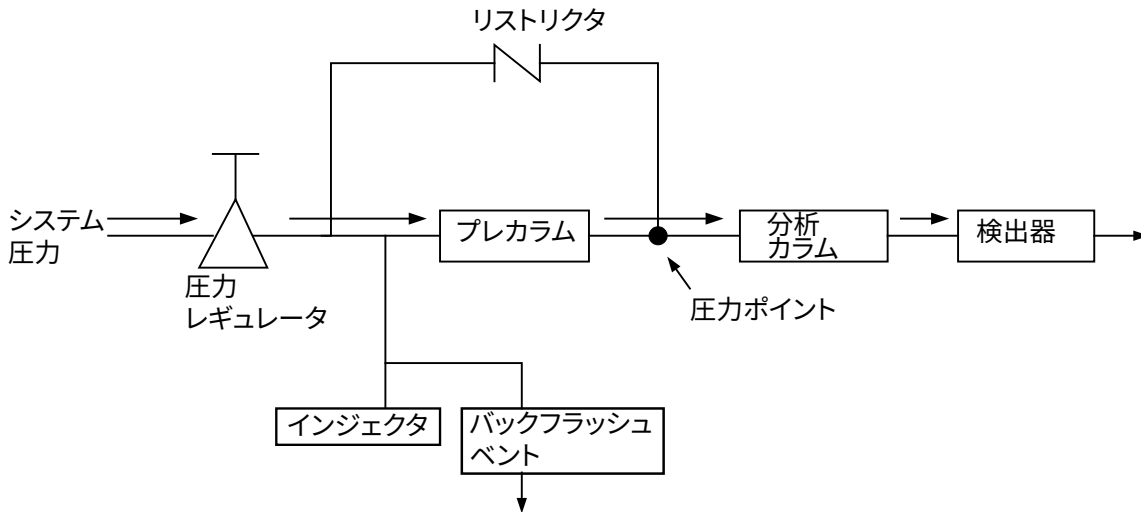 リストリクタ
システム
圧力
圧力
レギュレータ
プレカラム
分析
カラム
検出器
圧力ポイント
インジェクタ
バックフラッシュ
ベント